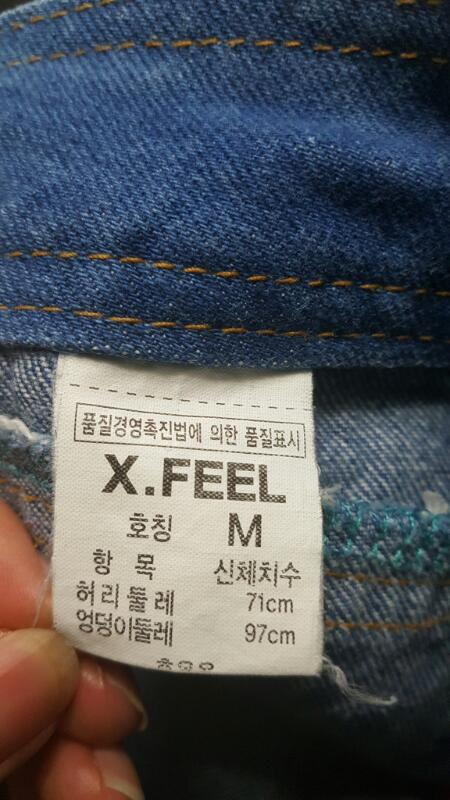 품질경영촉진법에 의한 품질표시
X.FEEL
호칭 M
항 목 신체치수
허리 둘레 71cm
엉덩이둘레 97cm